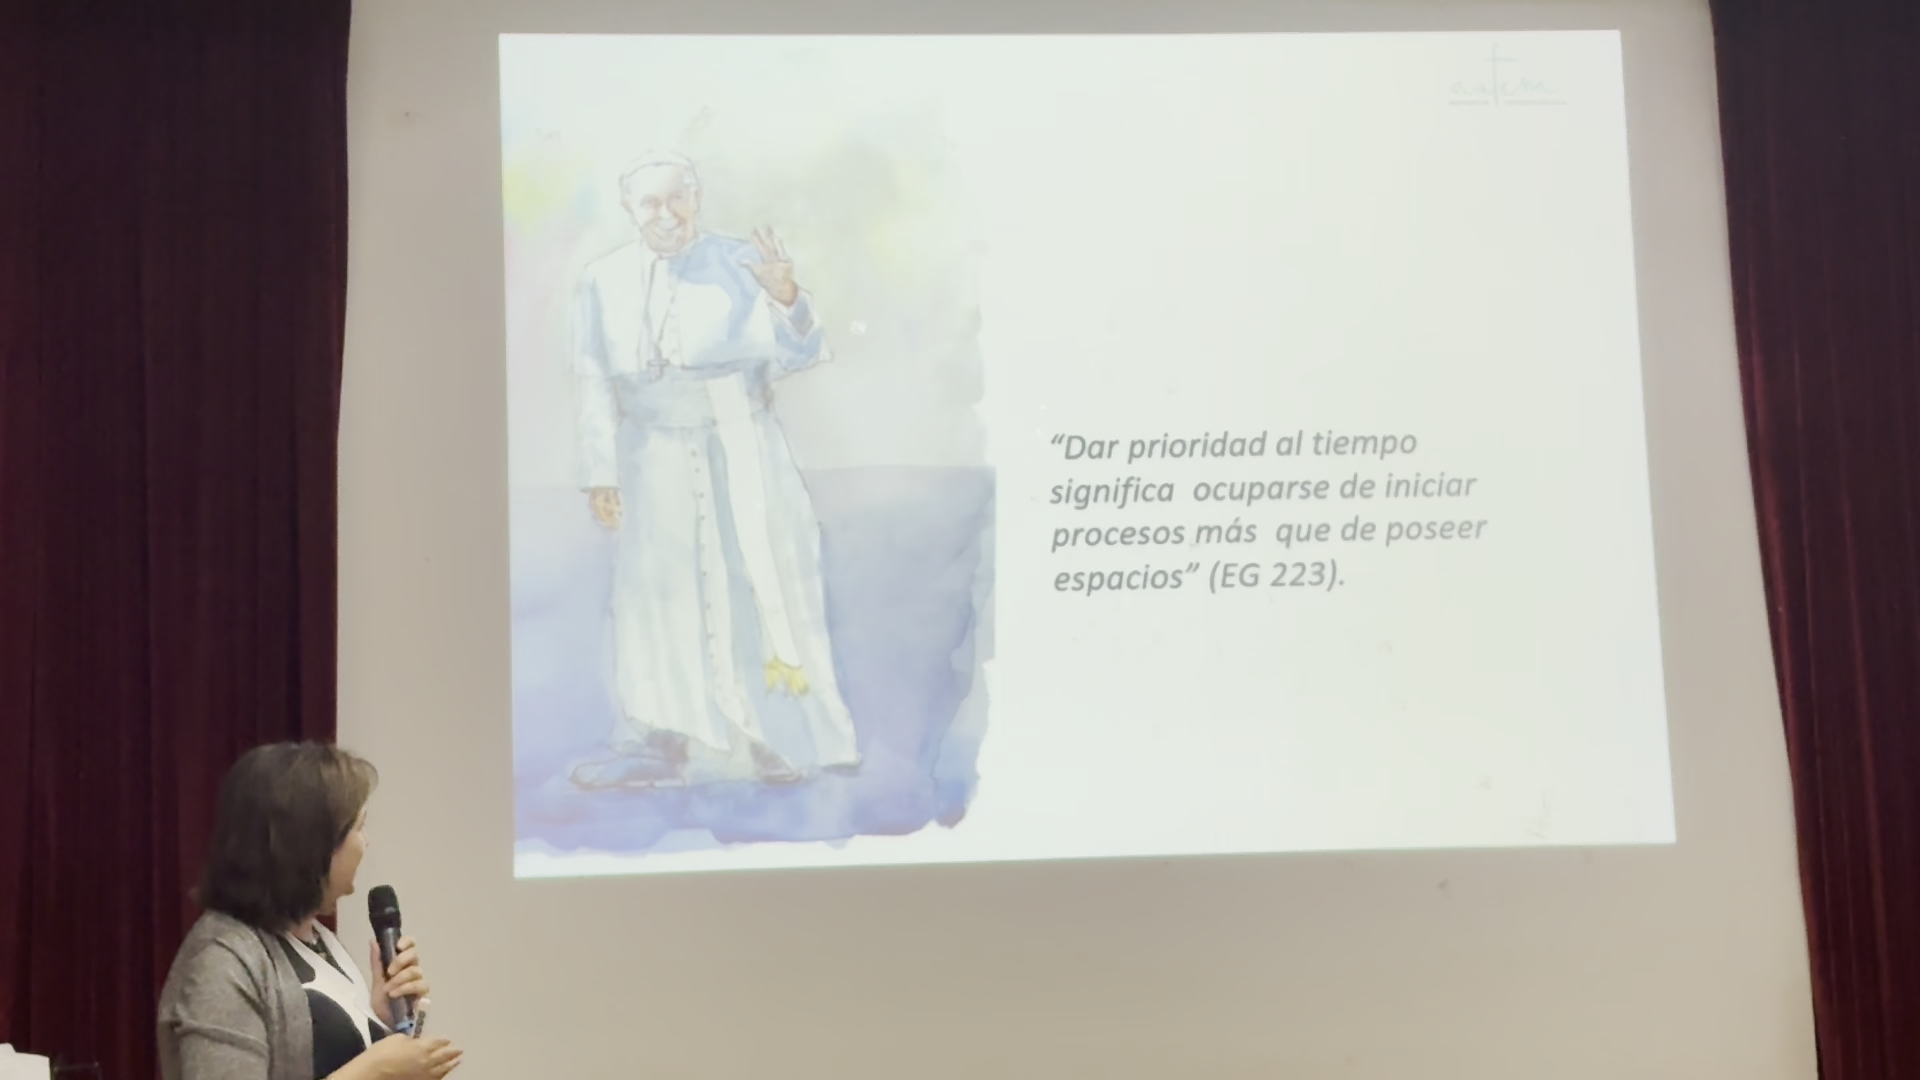 “Dar prioridad al tiempo
significa ocuparse de iniciar
procesos más que de poseer
espacios” (EG 223).